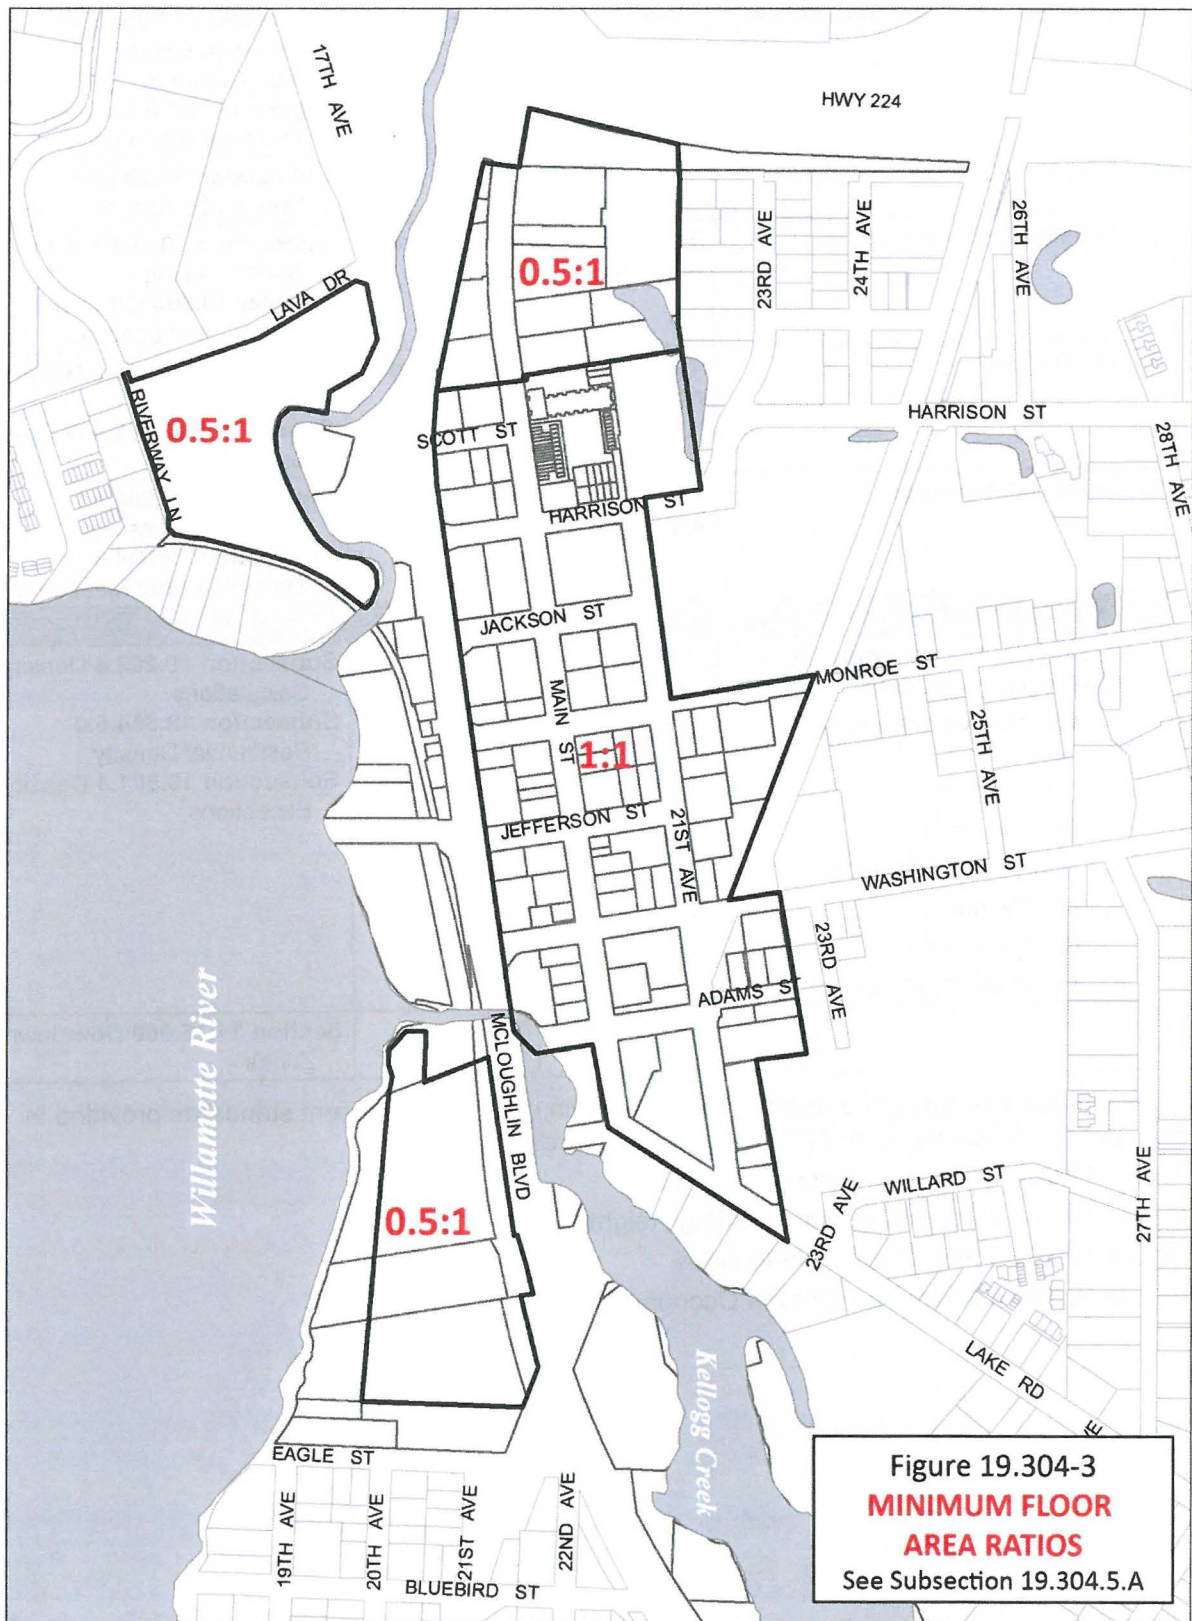 17TH AVE
HWY 224
23RD AVE
24TH AVE
26TH AVE
LAVA DR
0.5:1
RIVERWAY LN
0.5:1
SCOTT ST
HARRISON ST
28TH AVE
HARRISON ST
JACKSON ST
MAIN ST
MONROE ST
25TH AVE
1:1
JEFFERSON ST
21ST AVE
WASHINGTON ST
23RD AVE
ADAMS ST
Willamette River
MCLOUGHLIN BLVD
0.5:1
WILLARD ST
23RD AVE
27TH AVE
LAKE RD
Kellogg Creek
EAGLE ST
19TH AVE
20TH AVE
21ST AVE
22ND AVE
BLUEBIRD ST
Figure 19.304-3
MINIMUM FLOOR
AREA RATIOS
See Subsection 19.304.5.A